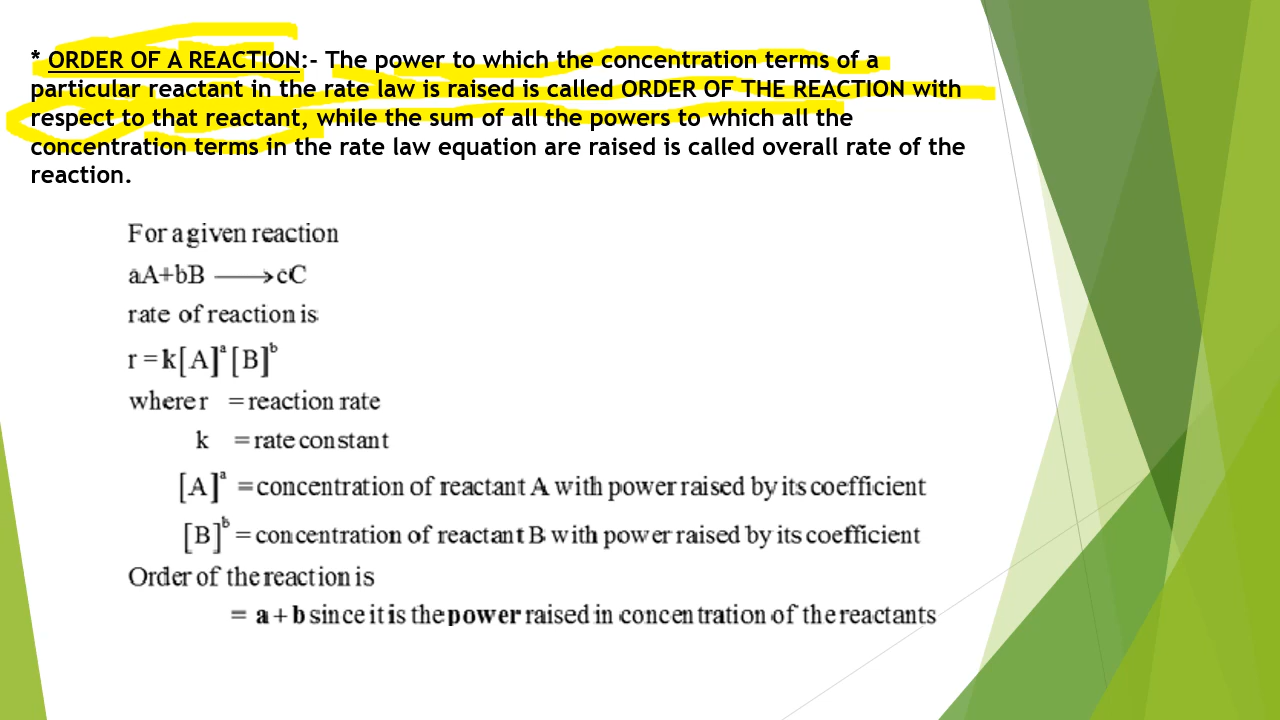 * ORDER OF A REACTION:- The power to which the concentration terms of a
particular reactant in the rate law is raised is called ORDER OF THE REACTION with
respect to that reactant, while the sum of all the powers to which all the
concentration terms in the rate law equation are raised is called overall rate of the
reaction.
For a given reaction
aA+bB ⟶ cC
rate of reaction is
r = k[A]ᵃ[B]ᵇ
where r = reaction rate
k = rate constant
[A]ᵃ = concentration of reactant A with power raised by its coefficient
[B]ᵇ = concentration of reactant B with power raised by its coefficient
Order of the reaction is
= a + b since it is the power raised in concentration of the reactants